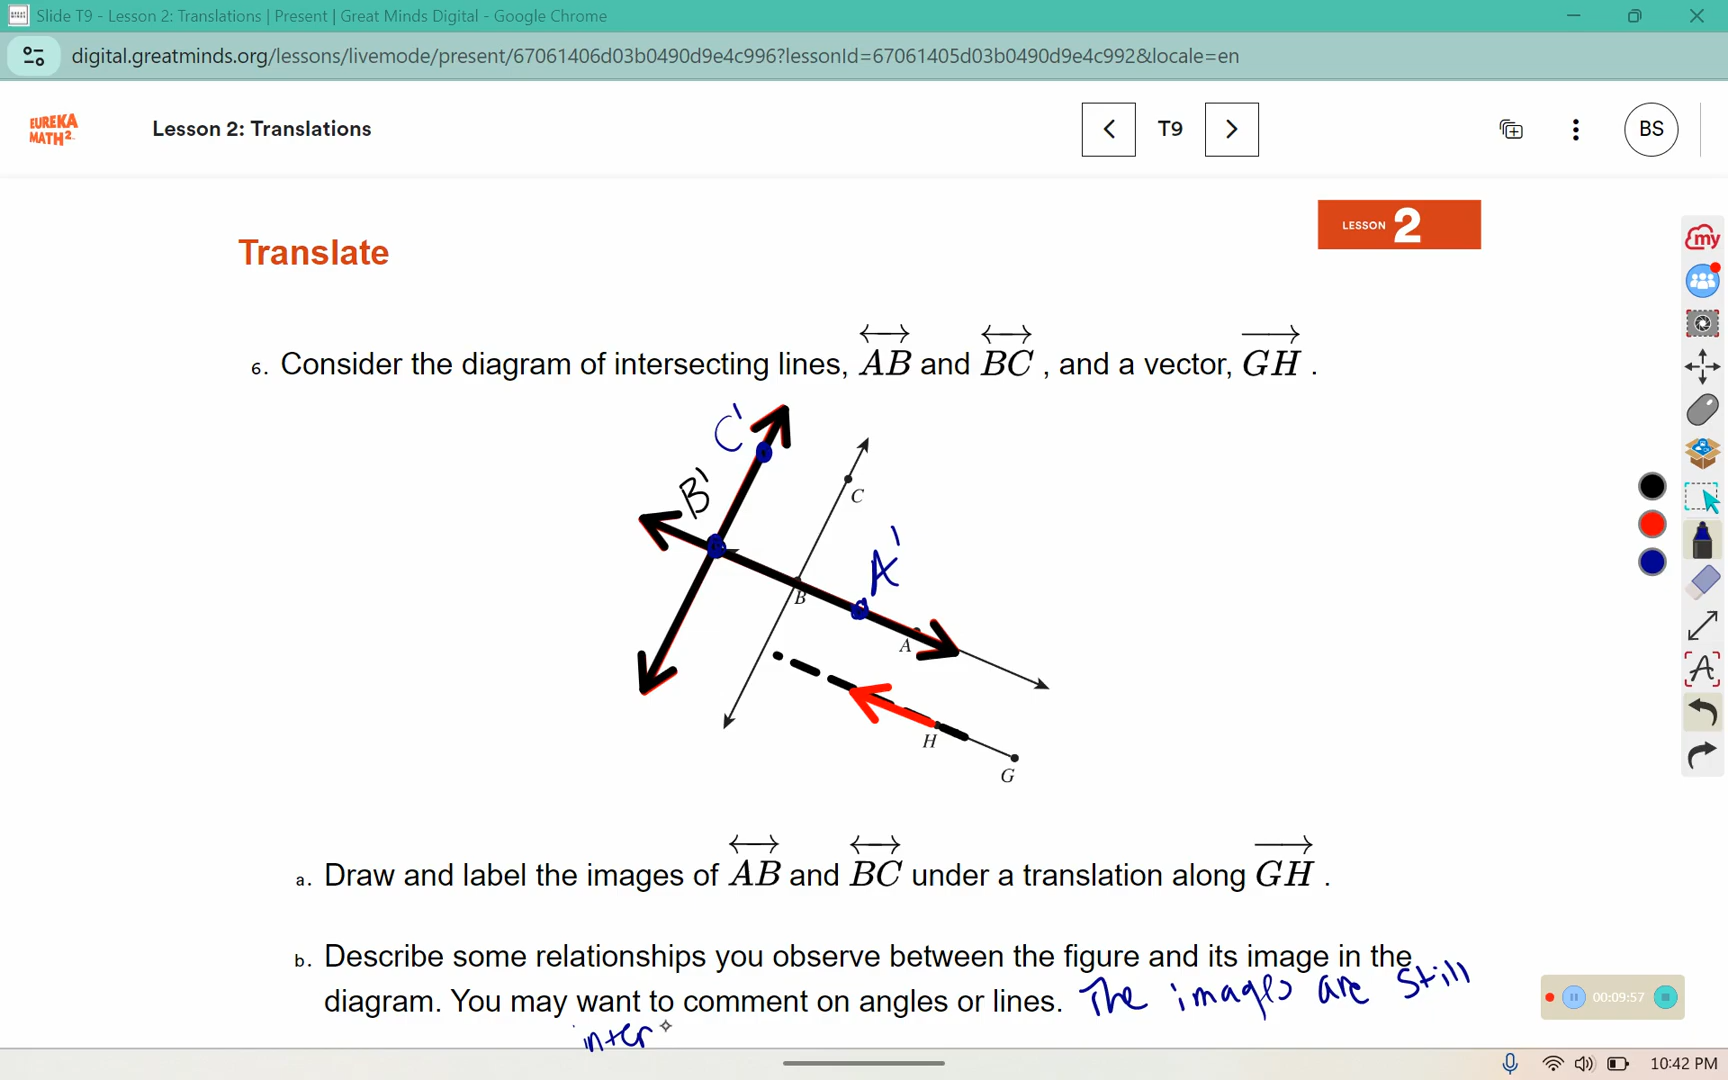 Slide T9 - Lesson 2: Translations | Present | Great Minds Digital - Google Chrome
digital.greatminds.org/lessons/livemode/present/67061406d03b0490d9e4c996?lessonId=67061405d03b0490d9e4c992&locale=en
EUREKA
MATH²
Lesson 2: Translations
T9
BS
LESSON 2
Translate
6. Consider the diagram of intersecting lines, AB and BC, and a vector, GH.
C'
B'
C
A'
B
A
H
G
a. Draw and label the images of AB and BC under a translation along GH.
b. Describe some relationships you observe between the figure and its image in the
diagram. You may want to comment on angles or lines. The images are still
inter
my
A
00:09:57
10:42 PM